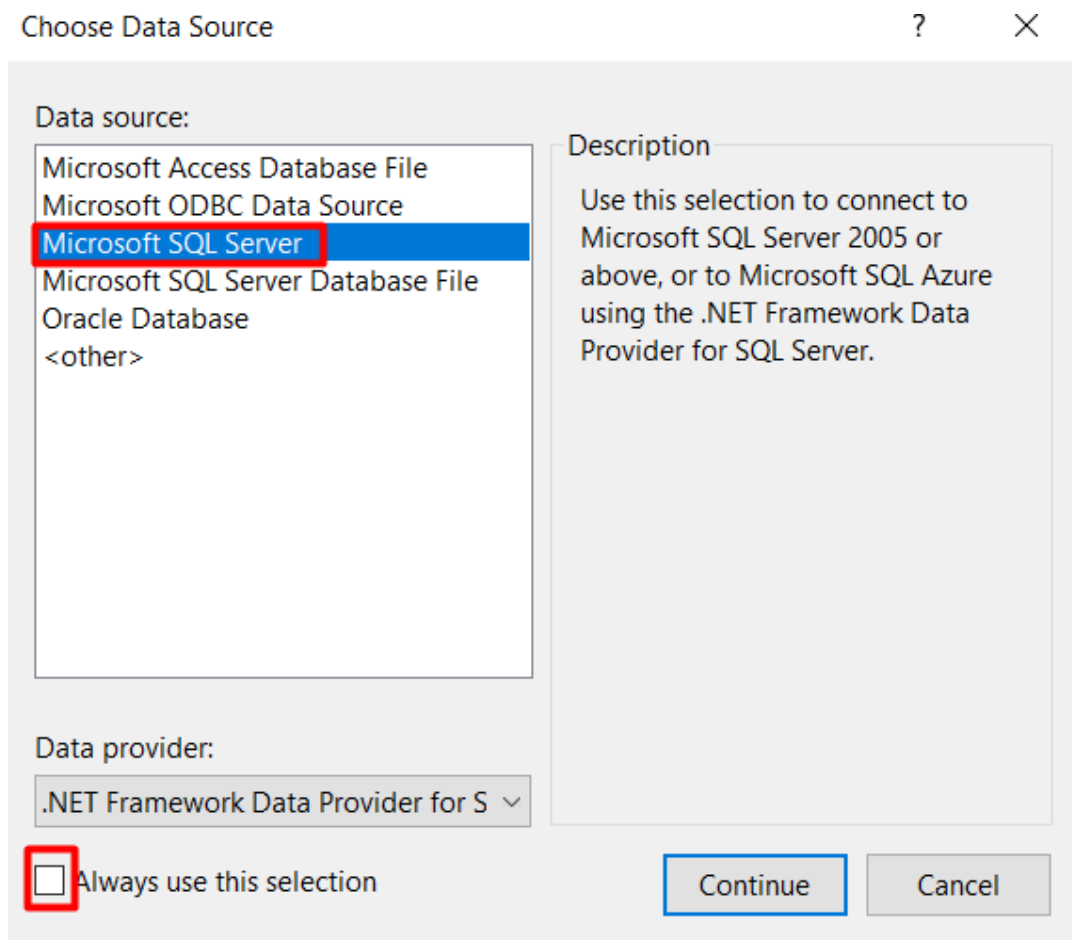 Choose Data Source
?
Data source:
Microsoft Access Database File
Microsoft ODBC Data Source
Microsoft SQL Server
Microsoft SQL Server Database File
Oracle Database
<other>
Description
Use this selection to connect to
Microsoft SQL Server 2005 or
above, or to Microsoft SQL Azure
using the .NET Framework Data
Provider for SQL Server.
Data provider:
.NET Framework Data Provider for S
Always use this selection
Continue
Cancel